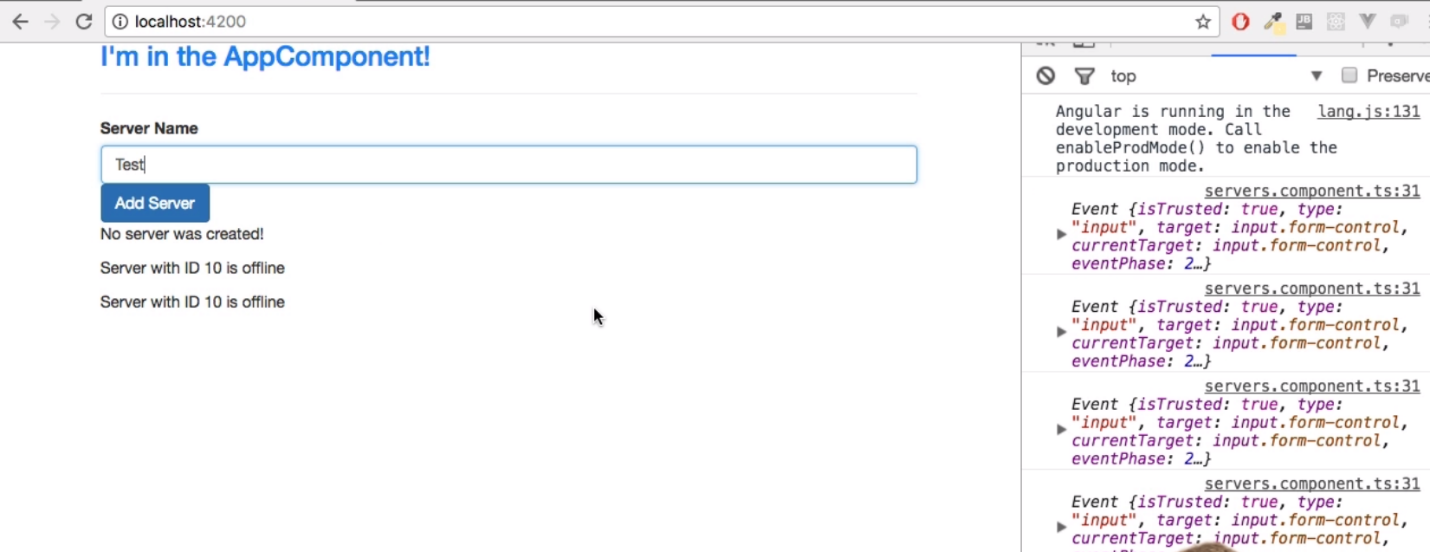 localhost:4200
I'm in the AppComponent!
Server Name
Test
Add Server
No server was created!
Server with ID 10 is offline
Server with ID 10 is offline
top
Preserve
Angular is running in the lang.js:131
development mode. Call
enableProdMode() to enable the
production mode.
servers.component.ts:31
Event {isTrusted: true, type:
"input", target: input.form-control,
currentTarget: input.form-control,
eventPhase: 2…}
servers.component.ts:31
Event {isTrusted: true, type:
"input", target: input.form-control,
currentTarget: input.form-control,
eventPhase: 2…}
servers.component.ts:31
Event {isTrusted: true, type:
"input", target: input.form-control,
currentTarget: input.form-control,
eventPhase: 2…}
servers.component.ts:31
Event {isTrusted: true, type:
"input", target: input.form-control,
currentTarget: input.form-control,